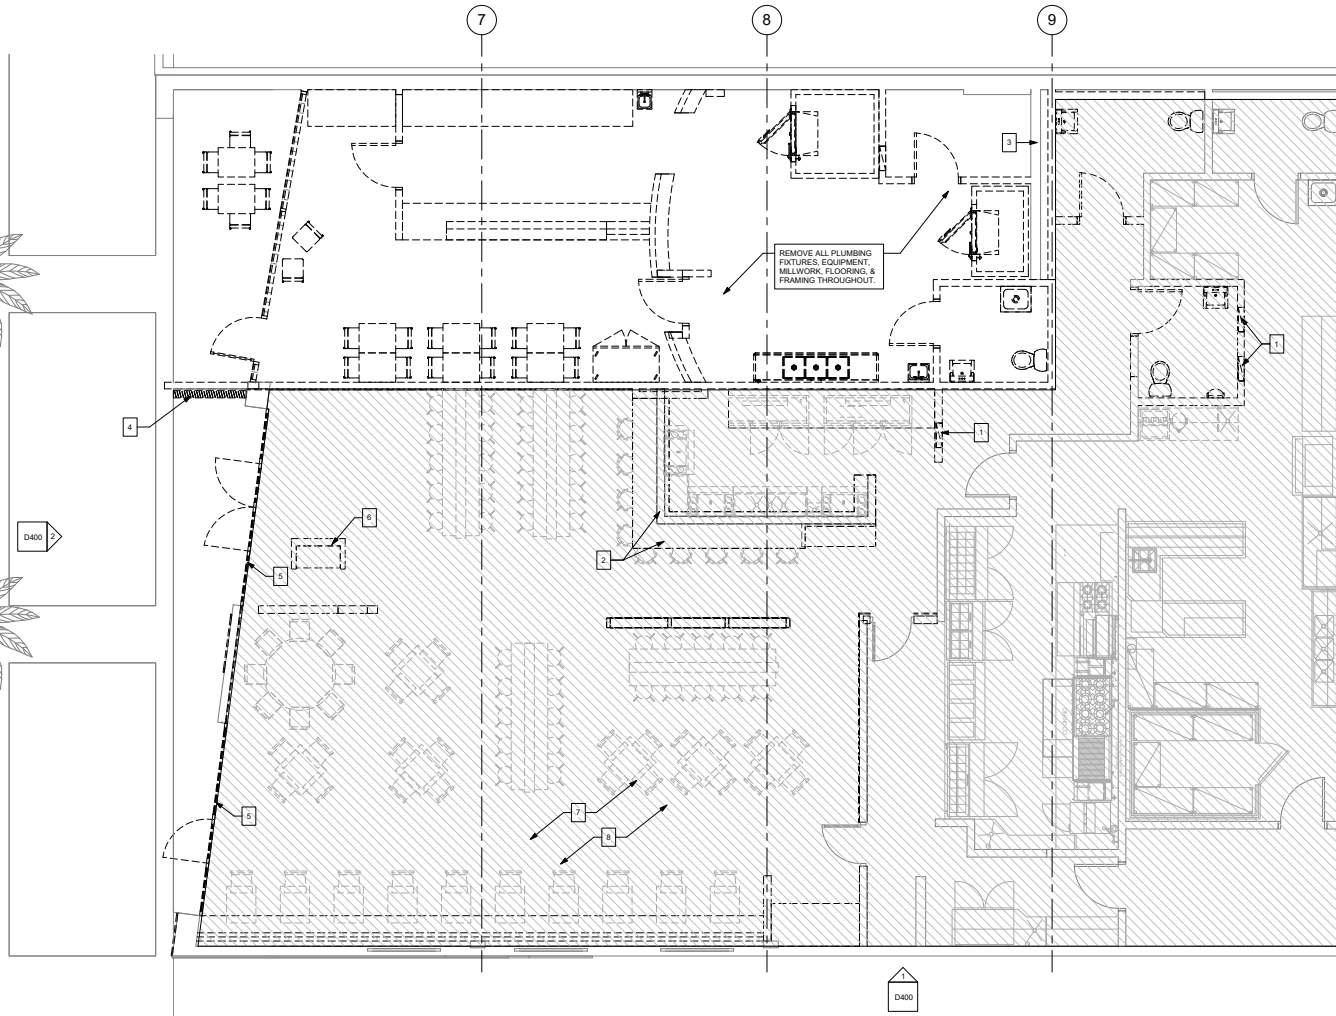 7
8
9
3
REMOVE ALL PLUMBING
FIXTURES, EQUIPMENT,
MILLWORK, FLOORING, &
FRAMING THROUGHOUT.
1
4
1
6
D400 2
2
5
7
5
8
1
D400